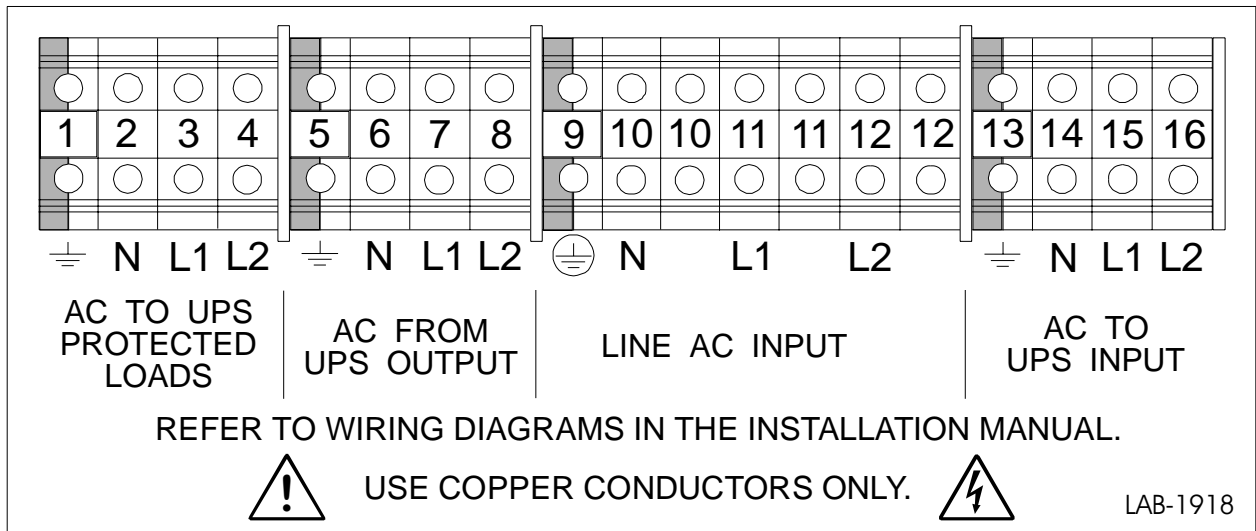 1 2 3 4 5 6 7 8 9 10 10 11 11 12 12 13 14 15 16
N L1 L2 N L1 L2 N L1 L2 N L1 L2
AC TO UPS
PROTECTED
LOADS
AC FROM
UPS OUTPUT
LINE AC INPUT
AC TO
UPS INPUT
REFER TO WIRING DIAGRAMS IN THE INSTALLATION MANUAL.
! USE COPPER CONDUCTORS ONLY.
LAB-1918